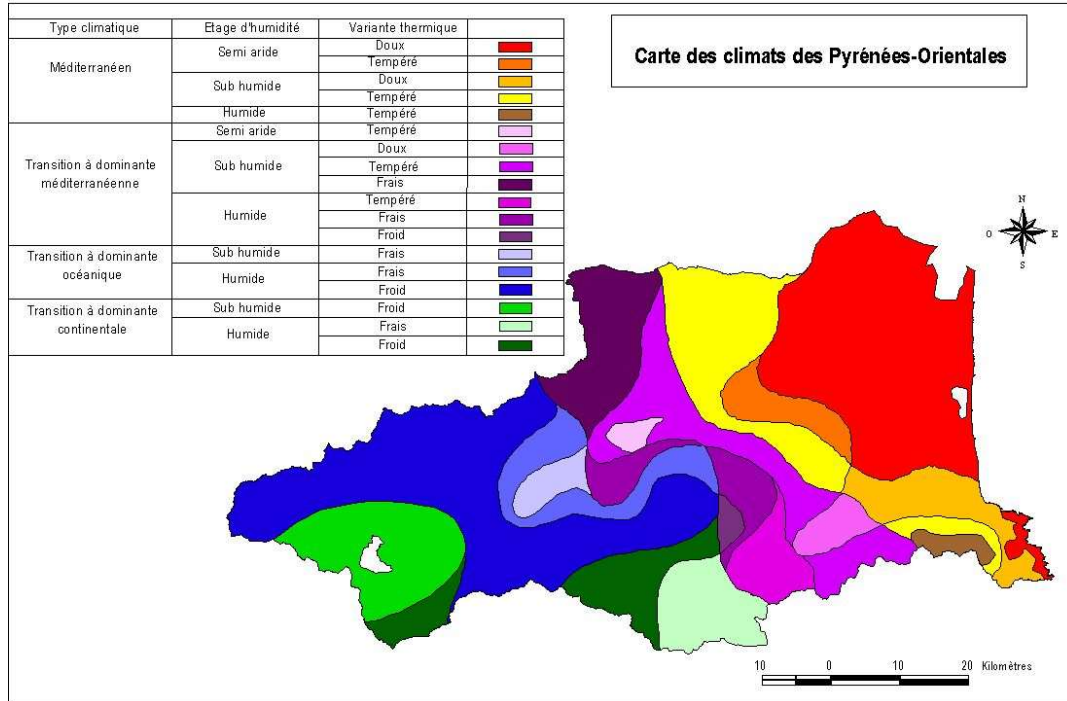 Type climatique Etage d'humidité Variante thermique
Méditerranéen Semi aride Doux
Tempéré
Sub humide Doux
Tempéré
Humide Tempéré
Transition à dominante méditerranéenne Semi aride Tempéré
Sub humide Doux
Tempéré
Frais
Humide Tempéré
Frais
Froid
Transition à dominante océanique Sub humide Frais
Humide Frais
Froid
Transition à dominante continentale Sub humide Froid
Humide Frais
Froid
Carte des climats des Pyrénées-Orientales
N
O E
S
10 0 10 20 Kilomètres